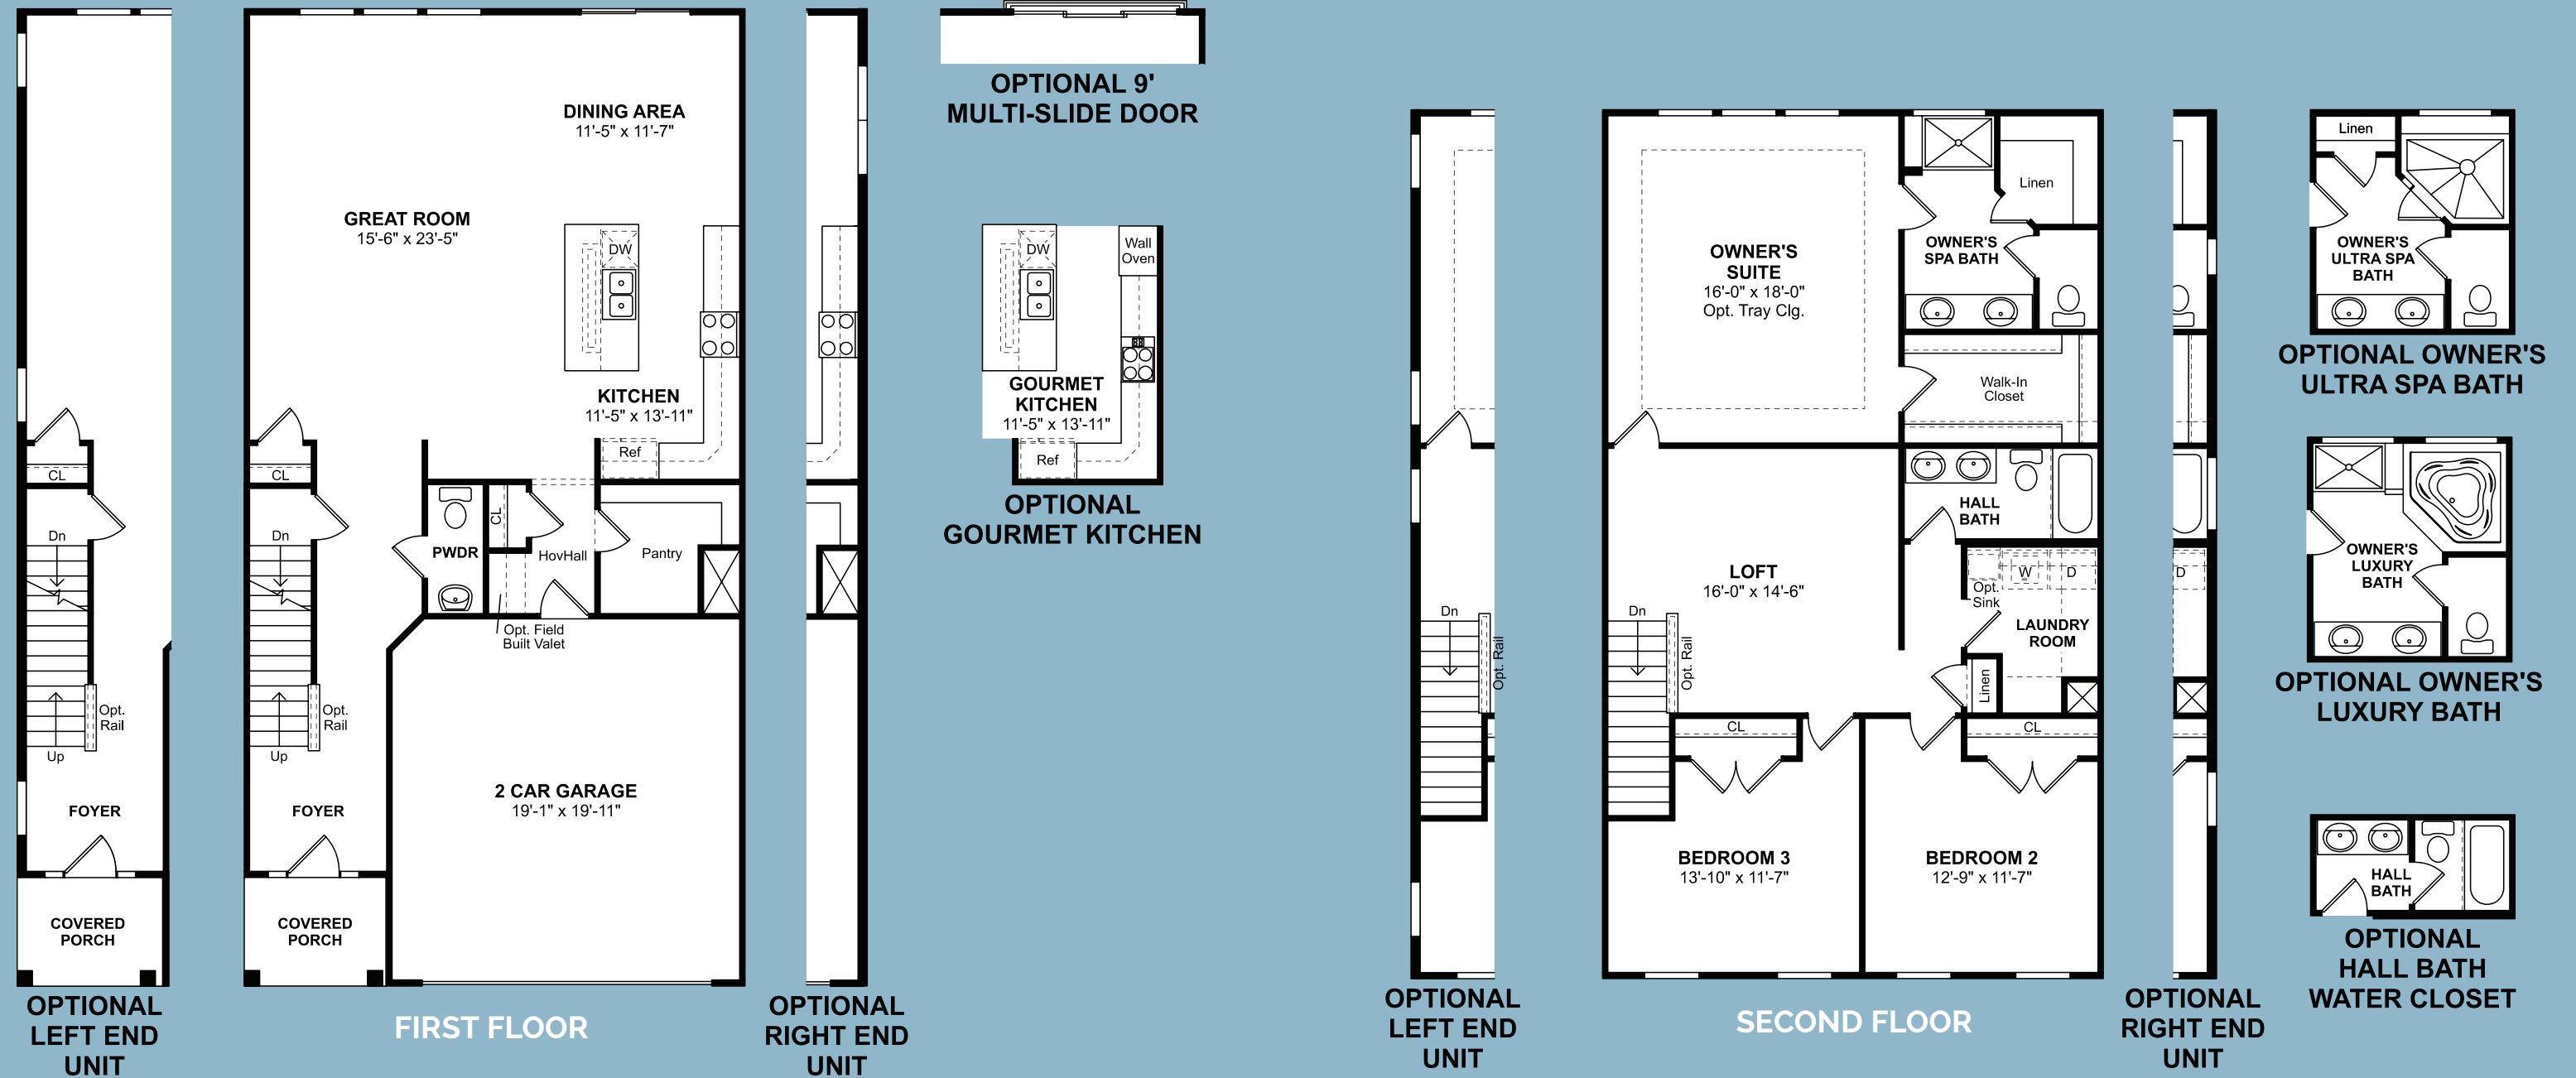 Dn
CL
Opt.
Rail
Up
FOYER
COVERED
PORCH
OPTIONAL
LEFT END
UNIT
DINING AREA
11'-5" x 11'-7"
GREAT ROOM
15'-6" x 23'-5"
DW
KITCHEN
11'-5" x 13'-11"
Ref
CL
Dn
CL
PWDR
HovHall
Pantry
Opt. Field
Built Valet
Opt.
Rail
Up
2 CAR GARAGE
19'-1" x 19'-11"
FOYER
COVERED
PORCH
FIRST FLOOR
OPTIONAL
RIGHT END
UNIT
OPTIONAL 9'
MULTI-SLIDE DOOR
DW
Wall
Oven
GOURMET
KITCHEN
11'-5" x 13'-11"
Ref
OPTIONAL
GOURMET KITCHEN
Dn
Opt. Rail
OPTIONAL
LEFT END
UNIT
Linen
OWNER'S
SUITE
16'-0" x 18'-0"
Opt. Tray Clg.
OWNER'S
SPA BATH
Walk-In
Closet
HALL
BATH
LOFT
16'-0" x 14'-6"
W
D
Opt.
Sink
LAUNDRY
ROOM
Dn
Opt. Rail
Linen
CL
CL
BEDROOM 3
13'-10" x 11'-7"
BEDROOM 2
12'-9" x 11'-7"
SECOND FLOOR
D
OPTIONAL
RIGHT END
UNIT
Linen
OWNER'S
ULTRA SPA
BATH
OPTIONAL OWNER'S
ULTRA SPA BATH
OWNER'S
LUXURY
BATH
OPTIONAL OWNER'S
LUXURY BATH
HALL
BATH
OPTIONAL
HALL BATH
WATER CLOSET